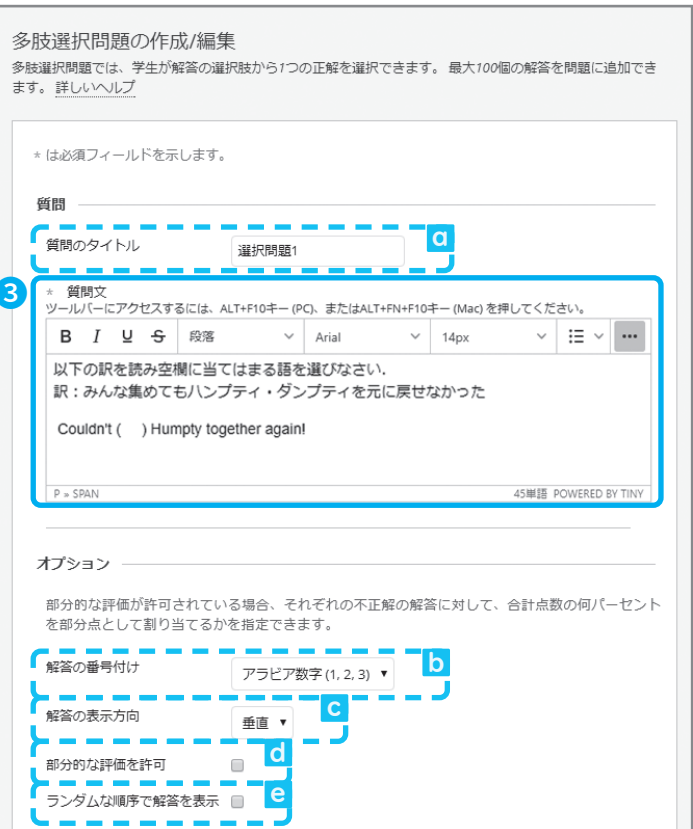 多肢選択問題の作成/編集
多肢選択問題では、学生が解答の選択肢から1つの正解を選択できます。 最大100個の解答を問題に追加でき
ます。 詳しいヘルプ
* は必須フィールドを示します。
質問
質問のタイトル 選択問題1 a
3
* 質問文
ツールバーにアクセスするには、ALT+F10キー (PC)、またはALT+FN+F10キー (Mac) を押してください。
B I U S 段落 Arial 14px
以下の訳を読み空欄に当てはまる語を選びなさい.
訳：みんな集めてもハンプティ・ダンプティを元に戻せなかった
Couldn't ( ) Humpty together again!
P » SPAN 45単語 POWERED BY TINY
オプション
部分的な評価が許可されている場合、それぞれの不正解の解答に対して、合計点数の何パーセント
を部分点として割り当てるかを指定できます。
解答の番号付け アラビア数字 (1, 2, 3) b
解答の表示方向 垂直 c
部分的な評価を許可 d
ランダムな順序で解答を表示 e